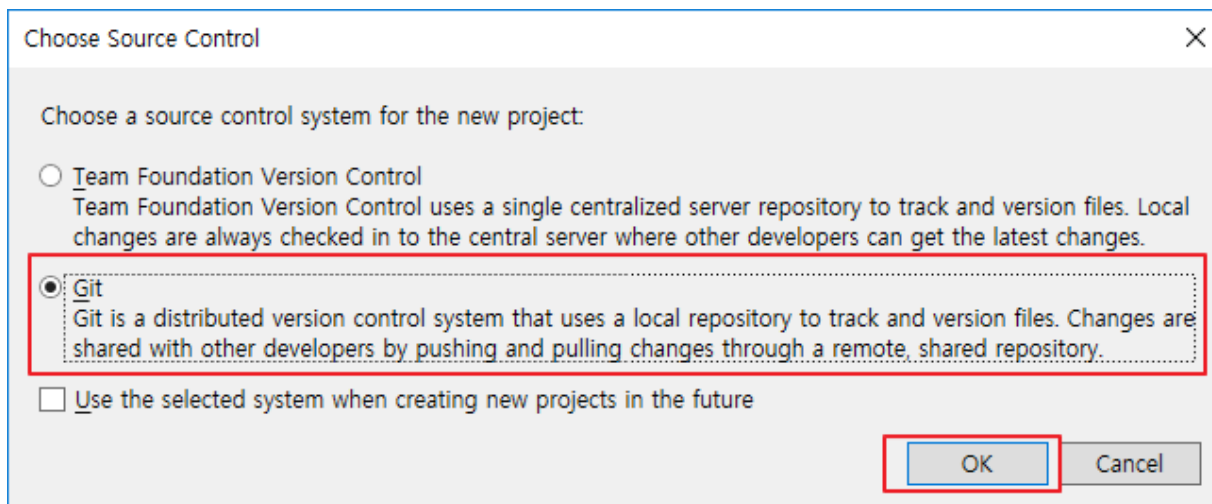 Choose Source Control
Choose a source control system for the new project:
Team Foundation Version Control
Team Foundation Version Control uses a single centralized server repository to track and version files. Local
changes are always checked in to the central server where other developers can get the latest changes.
Git
Git is a distributed version control system that uses a local repository to track and version files. Changes are
shared with other developers by pushing and pulling changes through a remote, shared repository.
Use the selected system when creating new projects in the future
OK Cancel